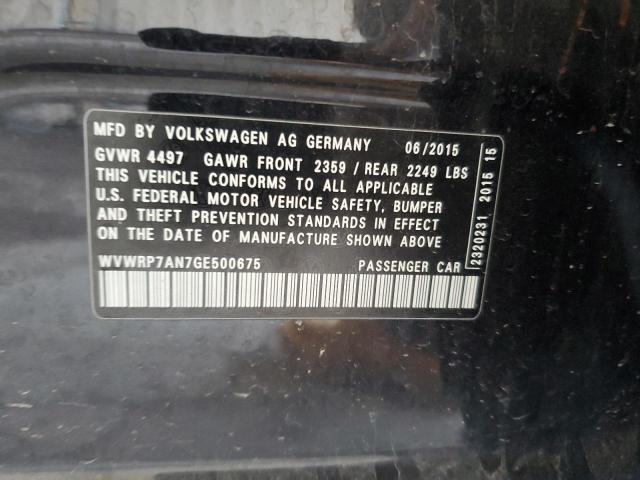 MFD BY VOLKSWAGEN AG GERMANY 06/2015
GVWR 4497 GAWR FRONT 2359 / REAR 2249 LBS
THIS VEHICLE CONFORMS TO ALL APPLICABLE
U.S. FEDERAL MOTOR VEHICLE SAFETY, BUMPER
AND THEFT PREVENTION STANDARDS IN EFFECT
ON THE DATE OF MANUFACTURE SHOWN ABOVE
WVWRP7AN7GE500675 PASSENGER CAR
2320231 2015 15